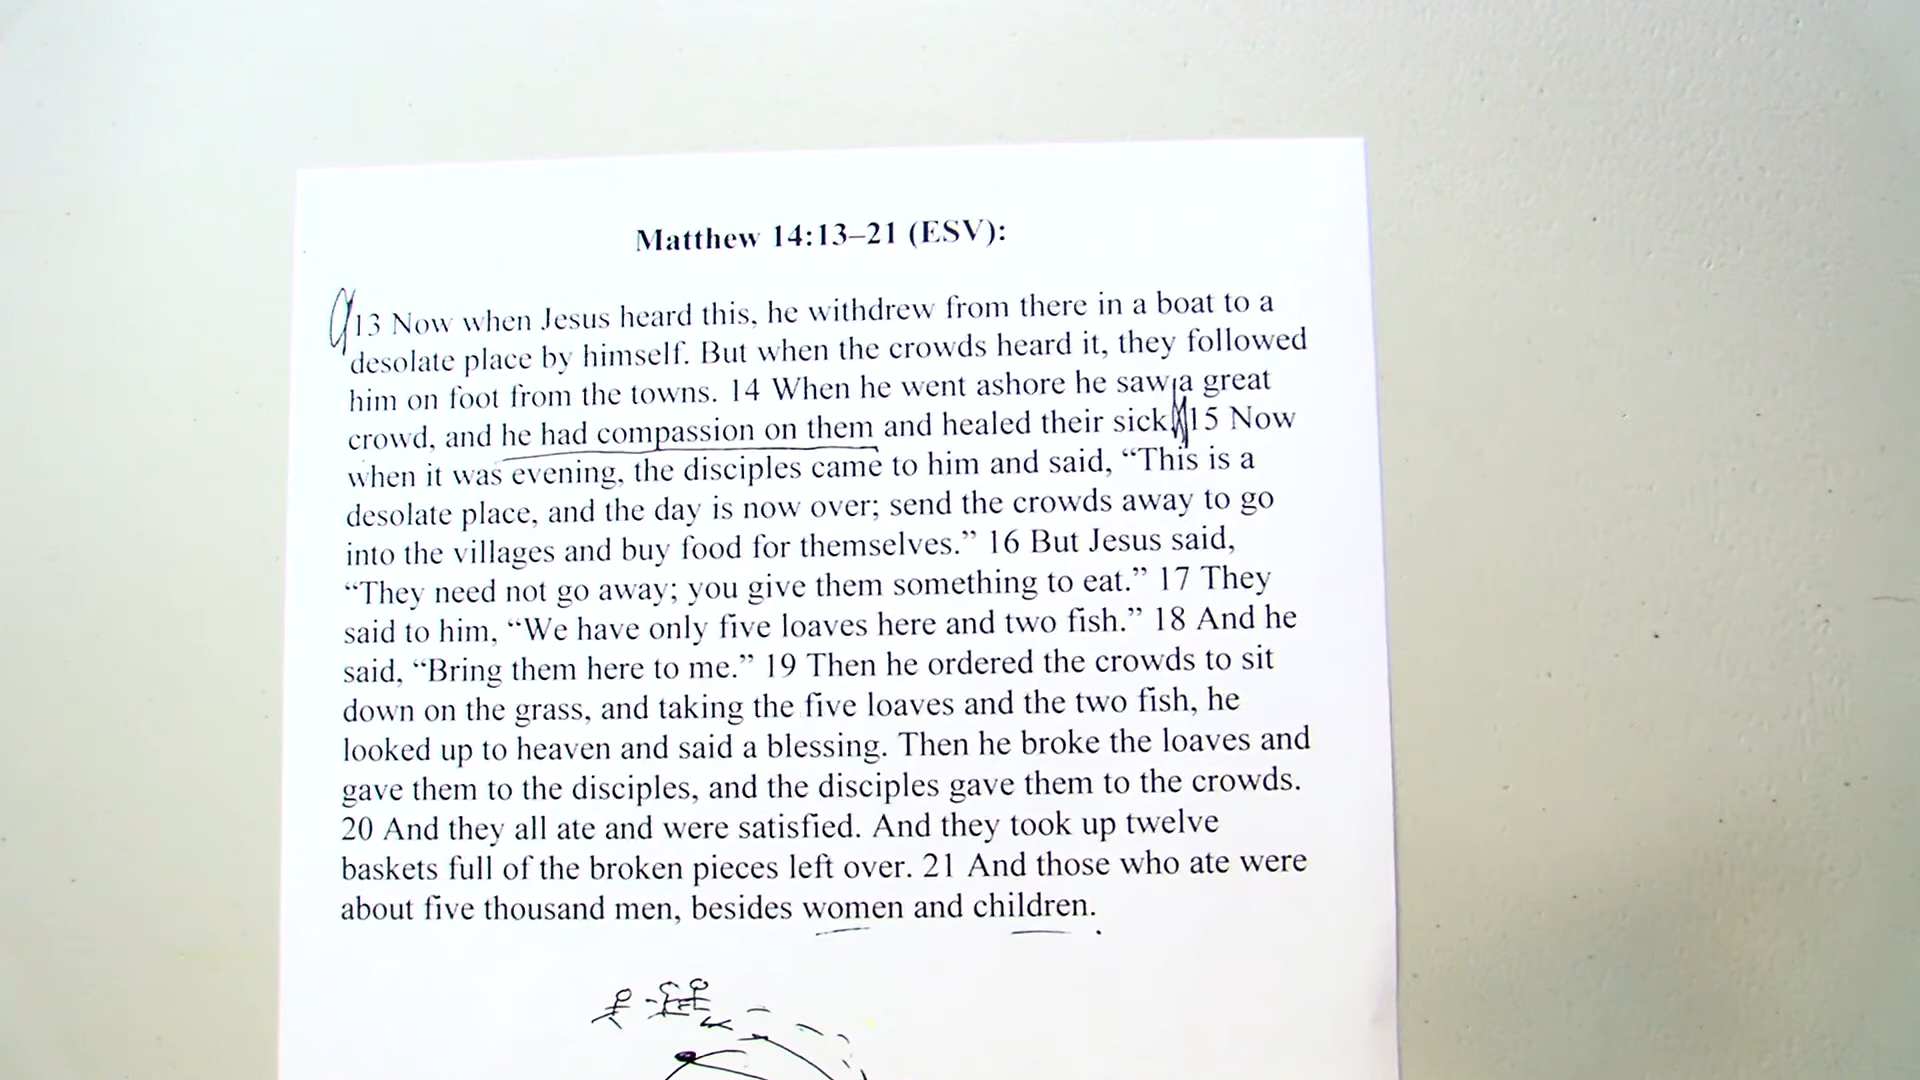 Matthew 14:13–21 (ESV):
13 Now when Jesus heard this, he withdrew from there in a boat to a
desolate place by himself. But when the crowds heard it, they followed
him on foot from the towns. 14 When he went ashore he saw a great
crowd, and he had compassion on them and healed their sick. 15 Now
when it was evening, the disciples came to him and said, “This is a
desolate place, and the day is now over; send the crowds away to go
into the villages and buy food for themselves.” 16 But Jesus said,
“They need not go away; you give them something to eat.” 17 They
said to him, “We have only five loaves here and two fish.” 18 And he
said, “Bring them here to me.” 19 Then he ordered the crowds to sit
down on the grass, and taking the five loaves and the two fish, he
looked up to heaven and said a blessing. Then he broke the loaves and
gave them to the disciples, and the disciples gave them to the crowds.
20 And they all ate and were satisfied. And they took up twelve
baskets full of the broken pieces left over. 21 And those who ate were
about five thousand men, besides women and children.